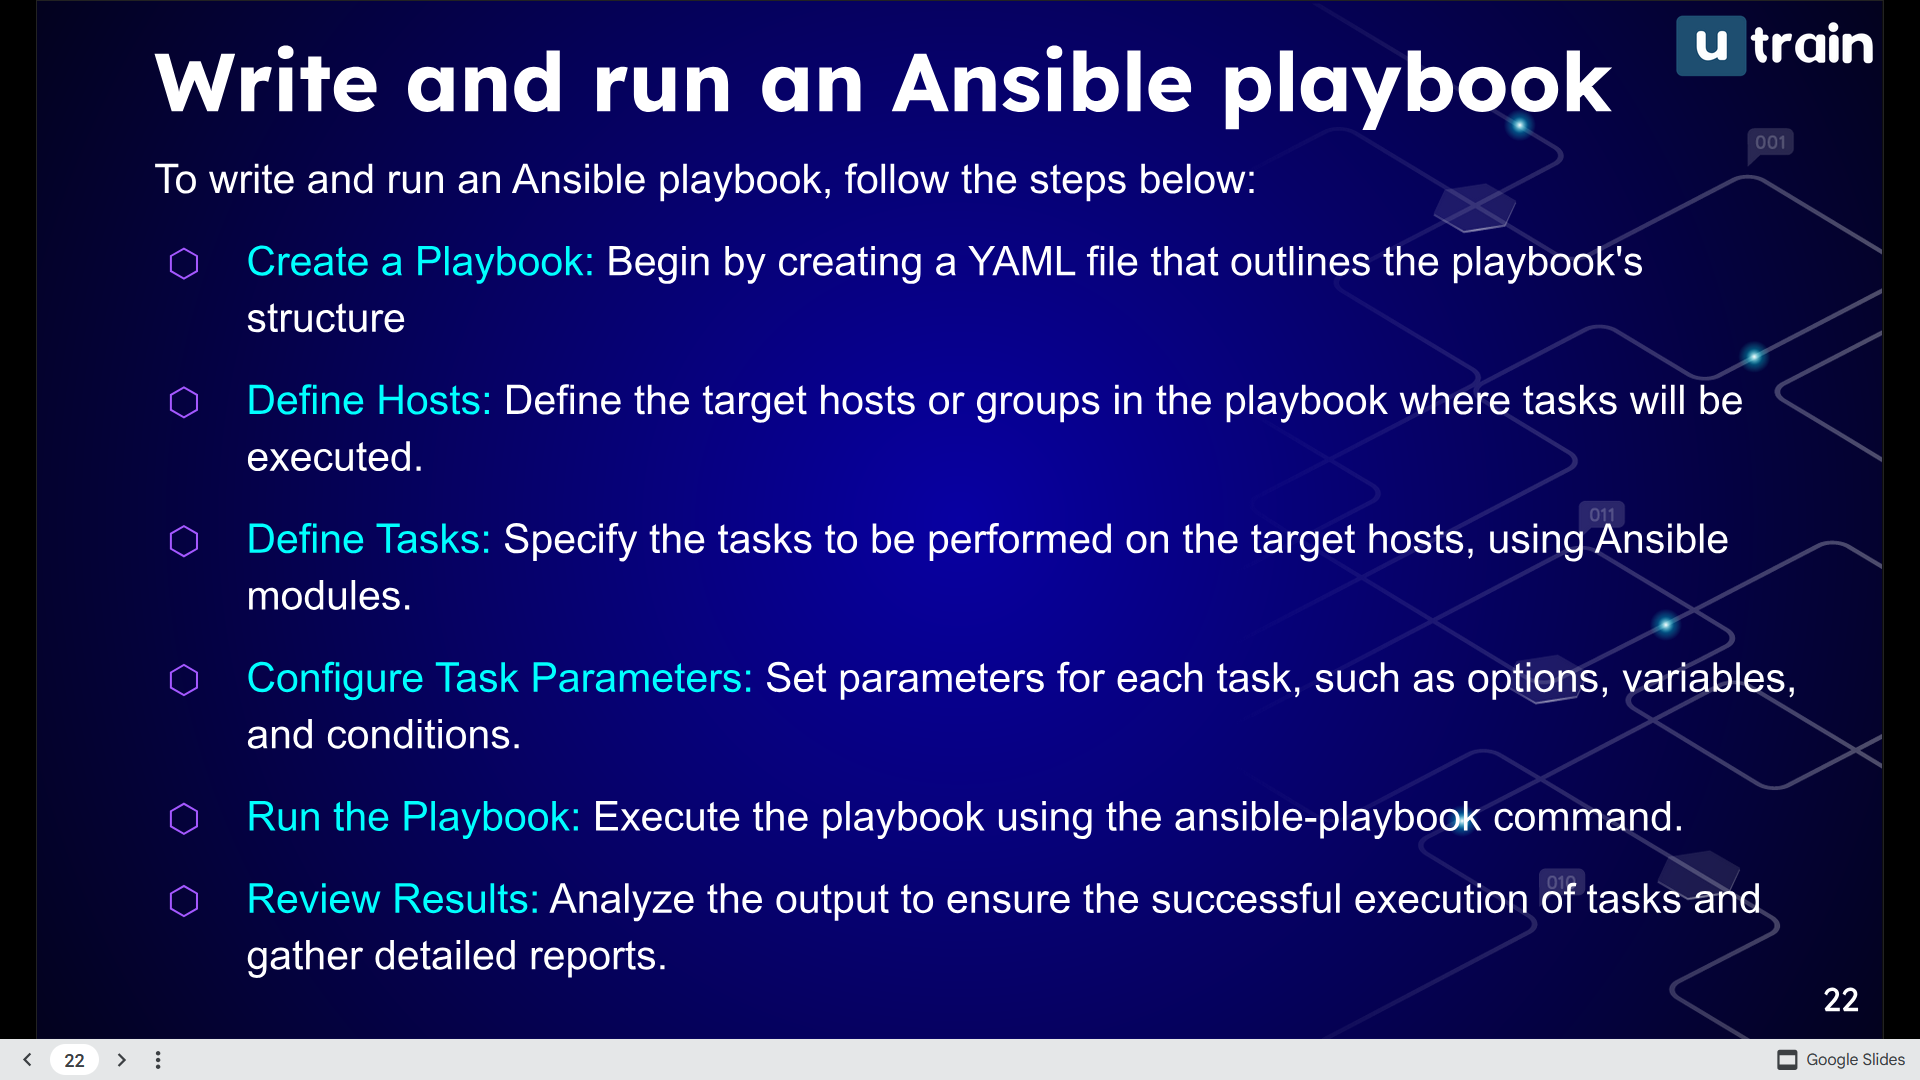 u train
Write and run an Ansible playbook
001
To write and run an Ansible playbook, follow the steps below:
Create a Playbook: Begin by creating a YAML file that outlines the playbook's
structure
Define Hosts: Define the target hosts or groups in the playbook where tasks will be
executed.
011
Define Tasks: Specify the tasks to be performed on the target hosts, using Ansible
modules.
Configure Task Parameters: Set parameters for each task, such as options, variables,
and conditions.
Run the Playbook: Execute the playbook using the ansible-playbook command.
010
Review Results: Analyze the output to ensure the successful execution of tasks and
gather detailed reports.
22
22
Google Slides